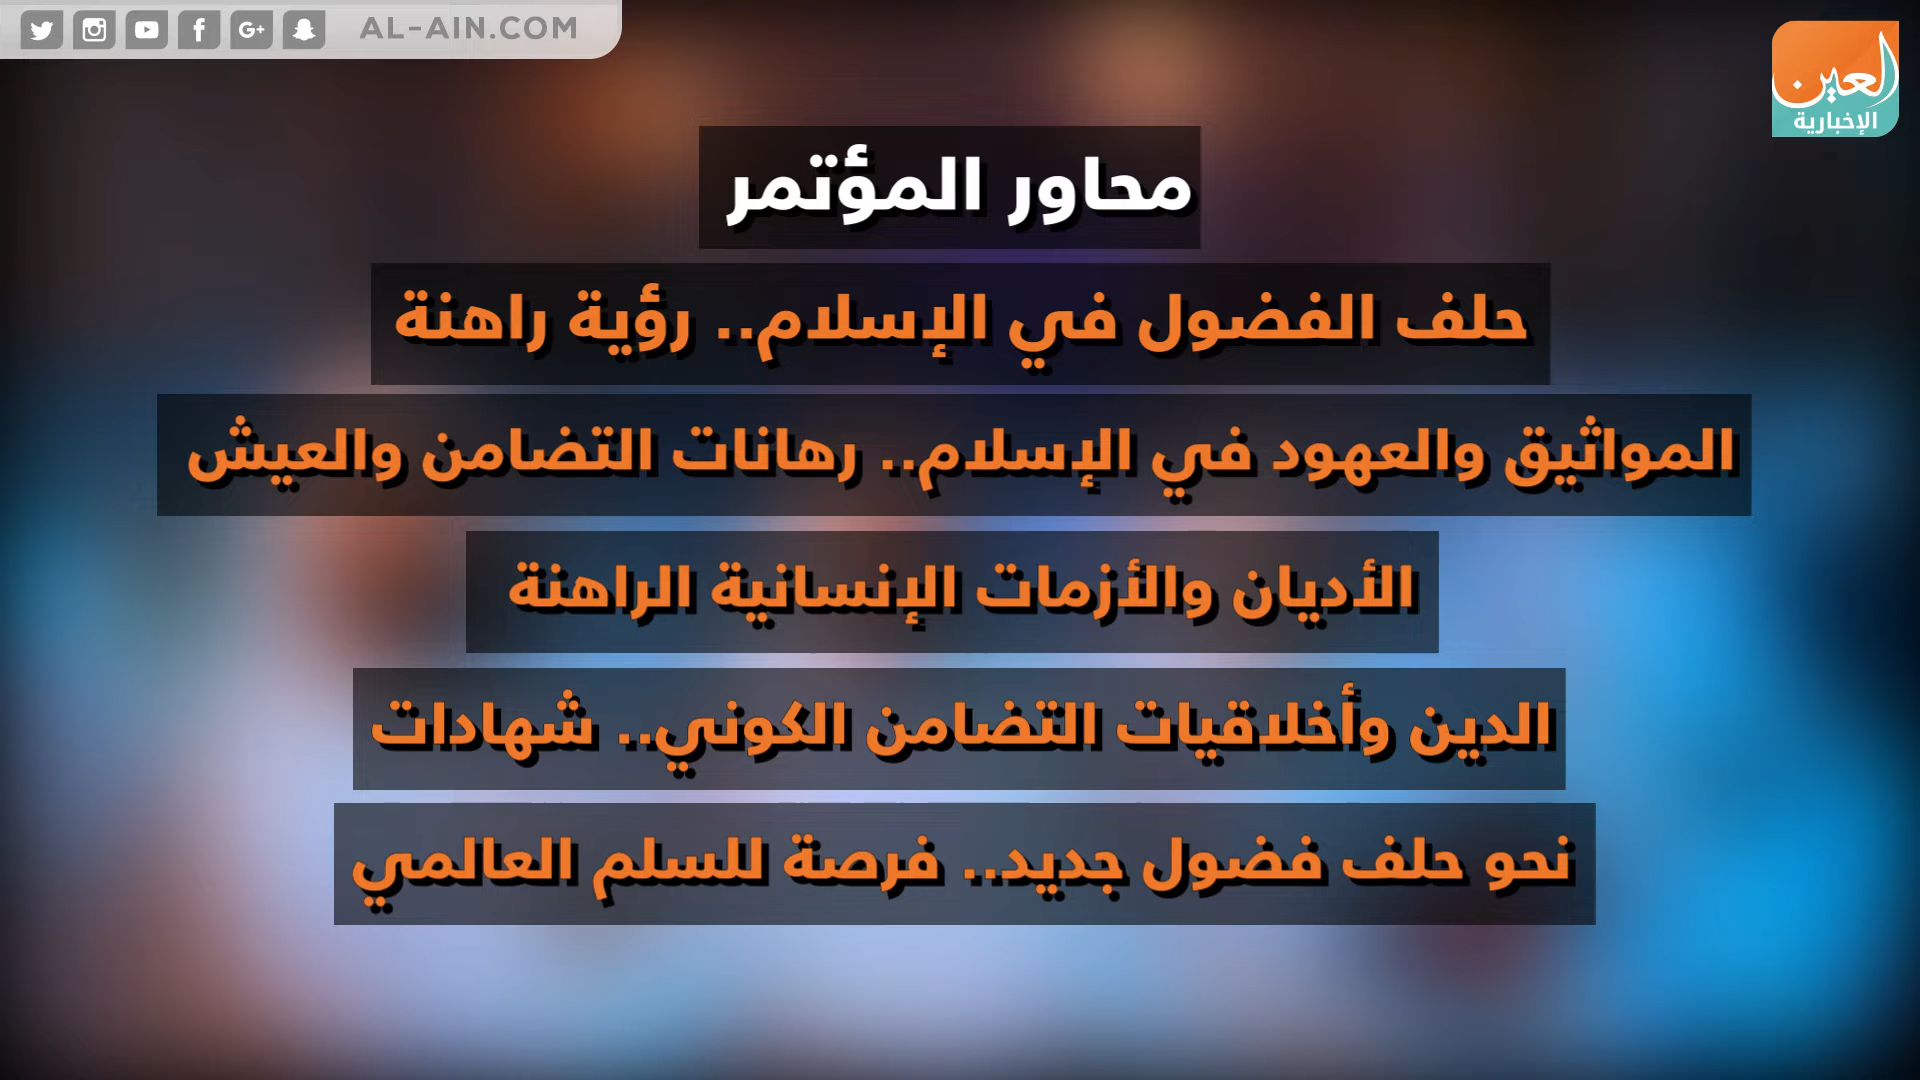 AL-AIN.COM
العين
الإخبارية
محاور المؤتمر
حلف الفضول في الإسلام.. رؤية راهنة
المواثيق والعهود في الإسلام.. رهانات التضامن والعيش
الأديان والأزمات الإنسانية الراهنة
الدين وأخلاقيات التضامن الكوني.. شهادات
نحو حلف فضول جديد.. فرصة للسلم العالمي